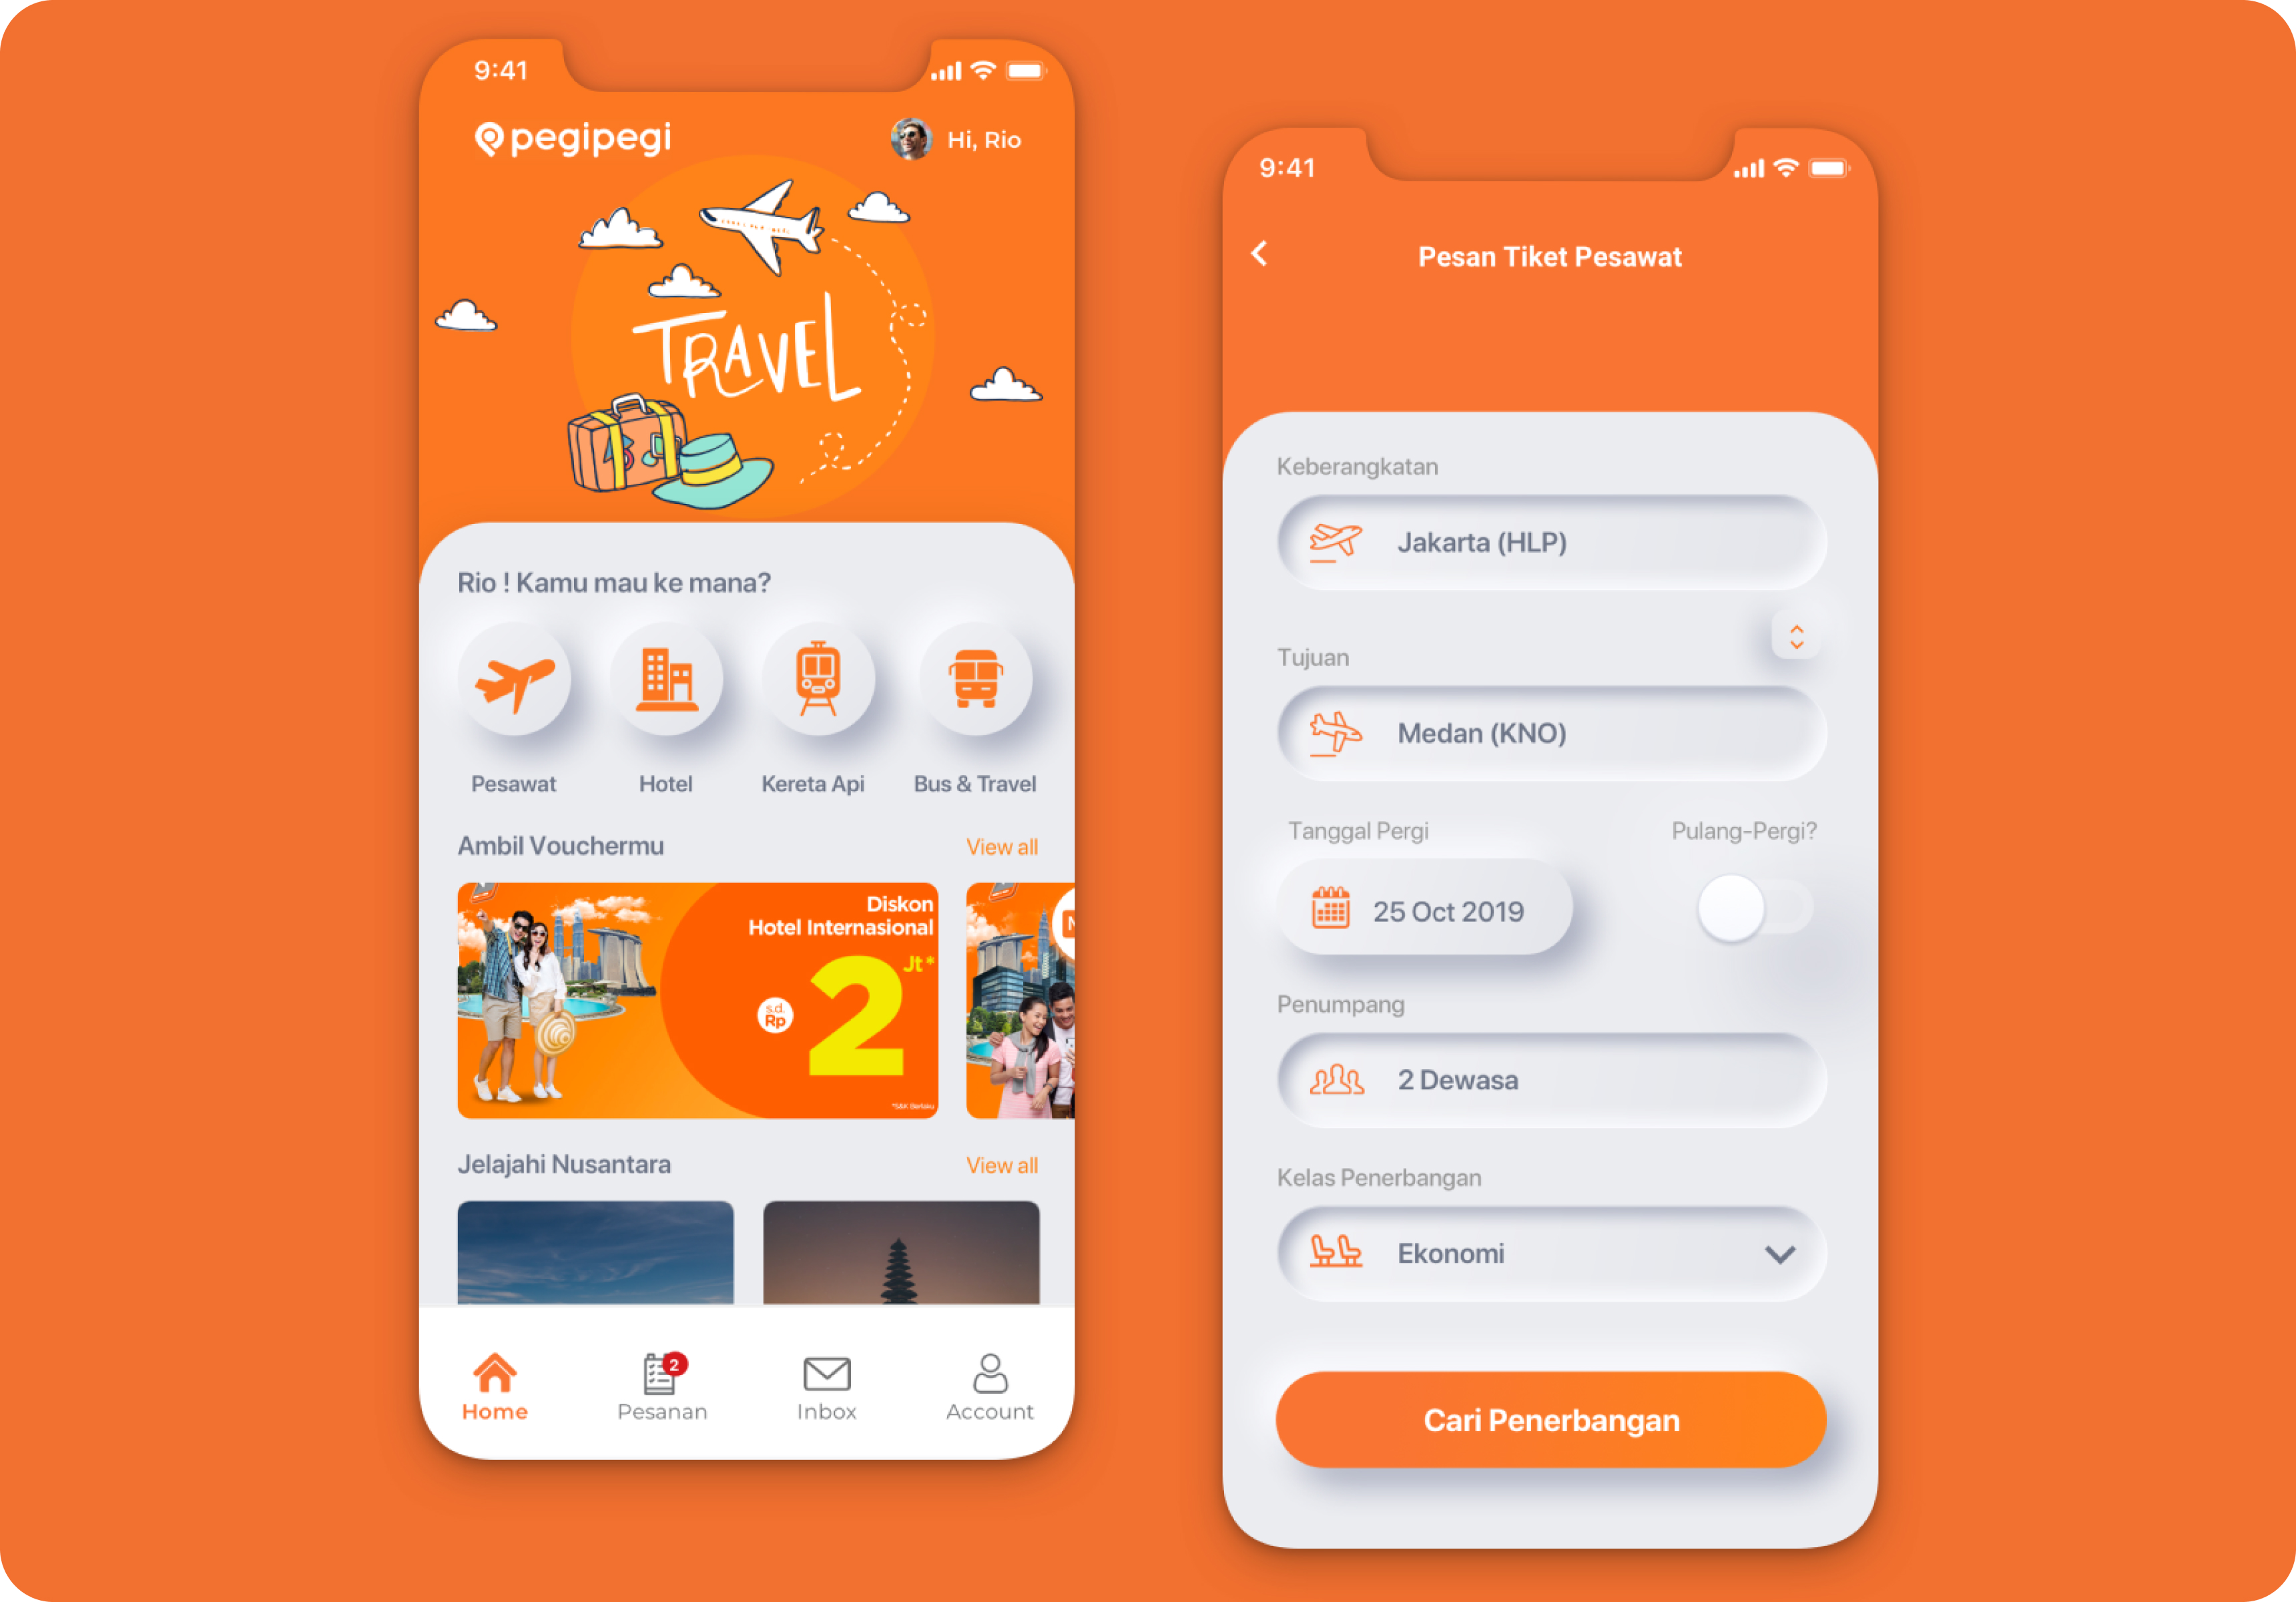 9:41
pegipegi
Hi, Rio
TRAVEL
Rio ! Kamu mau ke mana?
Pesawat
Hotel
Kereta Api
Bus & Travel
Ambil Vouchermu
View all
Diskon
Hotel Internasional
s.d.
Rp
2
Jt*
*S&K Berlaku
Jelajahi Nusantara
View all
2
Home
Pesanan
Inbox
Account
9:41
Pesan Tiket Pesawat
Keberangkatan
Jakarta (HLP)
Tujuan
Medan (KNO)
Tanggal Pergi
Pulang-Pergi?
25 Oct 2019
Penumpang
2 Dewasa
Kelas Penerbangan
Ekonomi
Cari Penerbangan